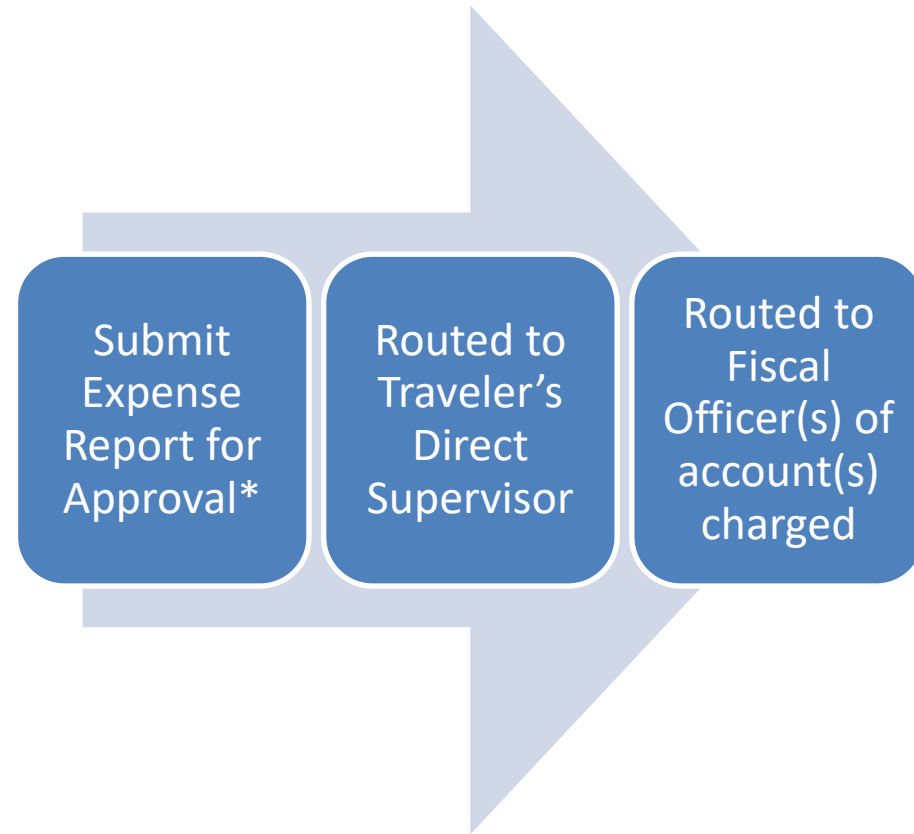 Submit
Expense
Report for
Approval*
Routed to
Traveler’s
Direct
Supervisor
Routed to
Fiscal
Officer(s) of
account(s)
charged